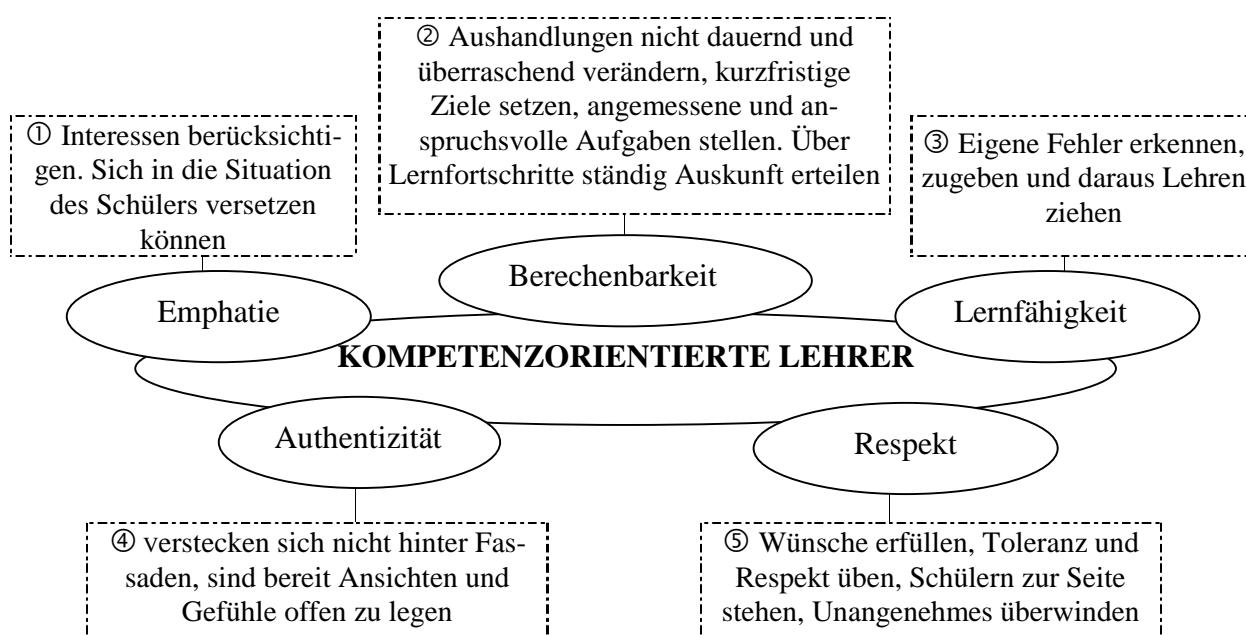 ② Aushandlungen nicht dauernd und
überraschend verändern, kurzfristige
Ziele setzen, angemessene und an-
spruchsvolle Aufgaben stellen. Über
Lernfortschritte ständig Auskunft erteilen
① Interessen berücksichti-
gen. Sich in die Situation
des Schülers versetzen
können
③ Eigene Fehler erkennen,
zugeben und daraus Lehren
ziehen
Emphatie
Berechenbarkeit
Lernfähigkeit
KOMPETENZORIENTIERTE LEHRER
Authentizität
Respekt
④ verstecken sich nicht hinter Fas-
saden, sind bereit Ansichten und
Gefühle offen zu legen
⑤ Wünsche erfüllen, Toleranz und
Respekt üben, Schülern zur Seite
stehen, Unangenehmes überwinden